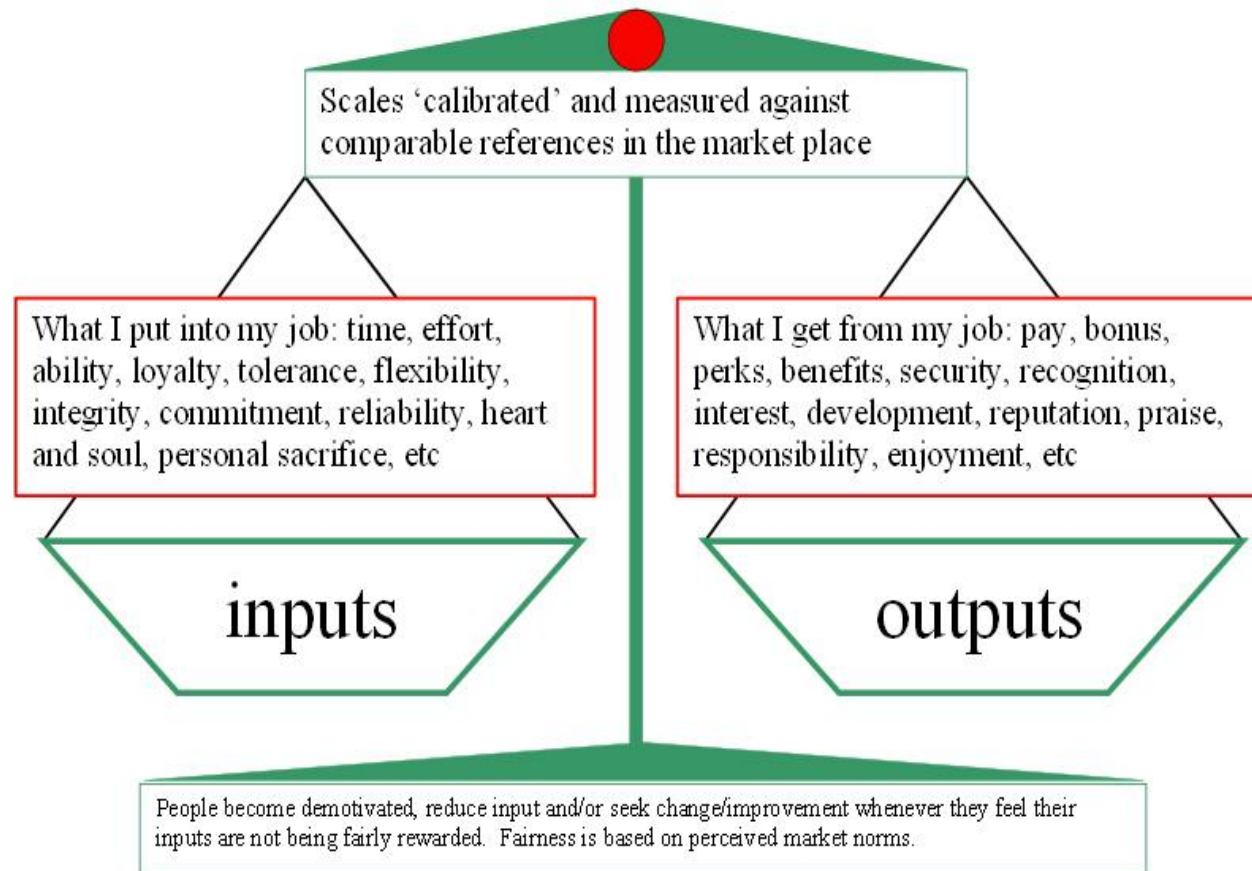 Scales ‘calibrated’ and measured against
comparable references in the market place
What I put into my job: time, effort,
ability, loyalty, tolerance, flexibility,
integrity, commitment, reliability, heart
and soul, personal sacrifice, etc
What I get from my job: pay, bonus,
perks, benefits, security, recognition,
interest, development, reputation, praise,
responsibility, enjoyment, etc
inputs
outputs
People become demotivated, reduce input and/or seek change/improvement whenever they feel their
inputs are not being fairly rewarded.  Fairness is based on perceived market norms.